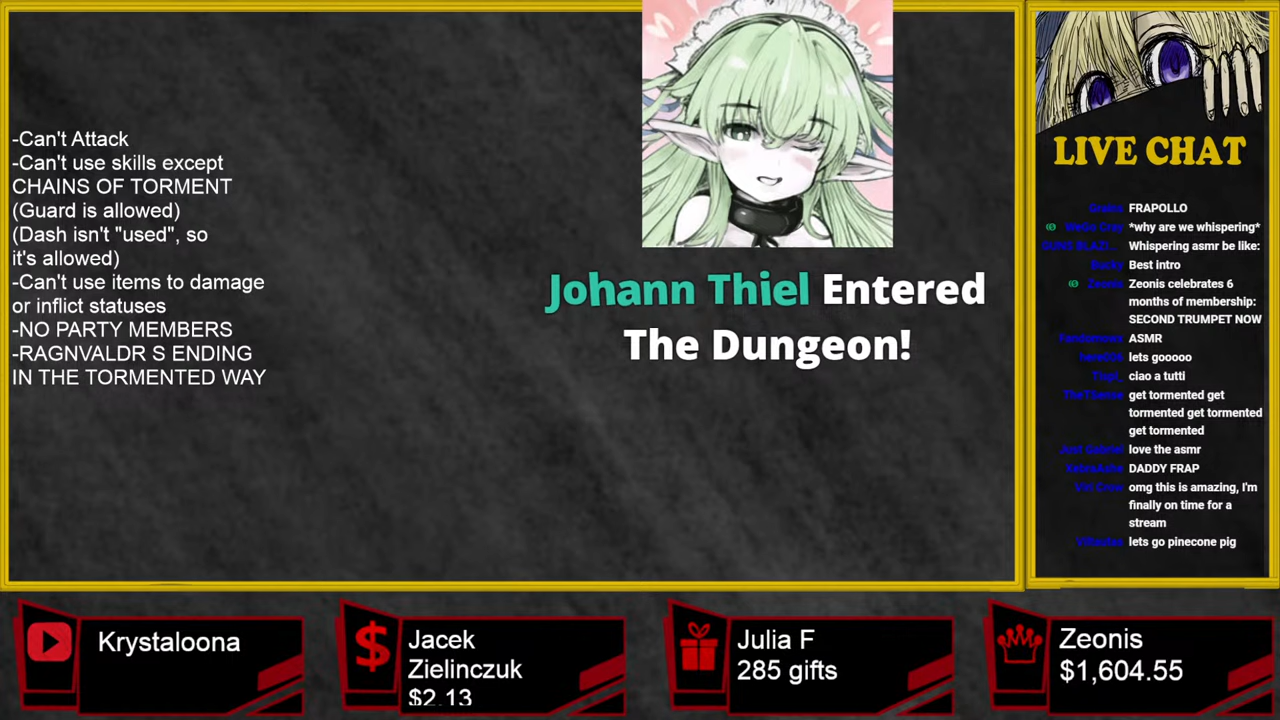 -Can't Attack
-Can't use skills except
CHAINS OF TORMENT
(Guard is allowed)
(Dash isn't "used", so
it's allowed)
-Can't use items to damage
or inflict statuses
-NO PARTY MEMBERS
-RAGNVALDR S ENDING
IN THE TORMENTED WAY
Johann Thiel Entered
The Dungeon!
LIVE CHAT
FRAPOLLO
*why are we whispering*
Whispering asmr be like:
Best intro
Zeonis Zeonis celebrates 6
months of membership:
SECOND TRUMPET NOW
ASMR
lets gooooo
ciao a tutti
get tormented get
tormented get tormented
get tormented
love the asmr
DADDY FRAP
omg this is amazing, I'm
finally on time for a
stream
lets go pinecone pig
Krystaloona
$
Jacek
Zielinczuk
$2.13
Julia F
285 gifts
Zeonis
$1,604.55